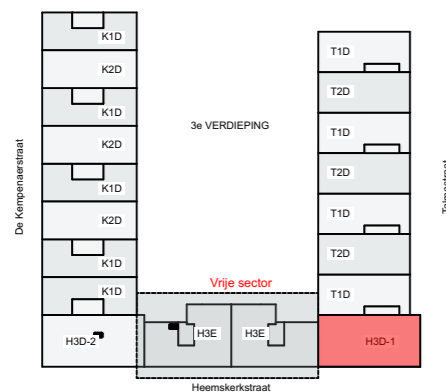 K1D
K2D
K1D
K2D
K1D
K2D
K1D
K1D
H3D-2
De Kempenaerstraat
3e VERDIEPING
Vrije sector
H3E
H3E
Heemskerkstraat
T1D
T2D
T1D
T2D
T1D
T2D
T1D
H3D-1